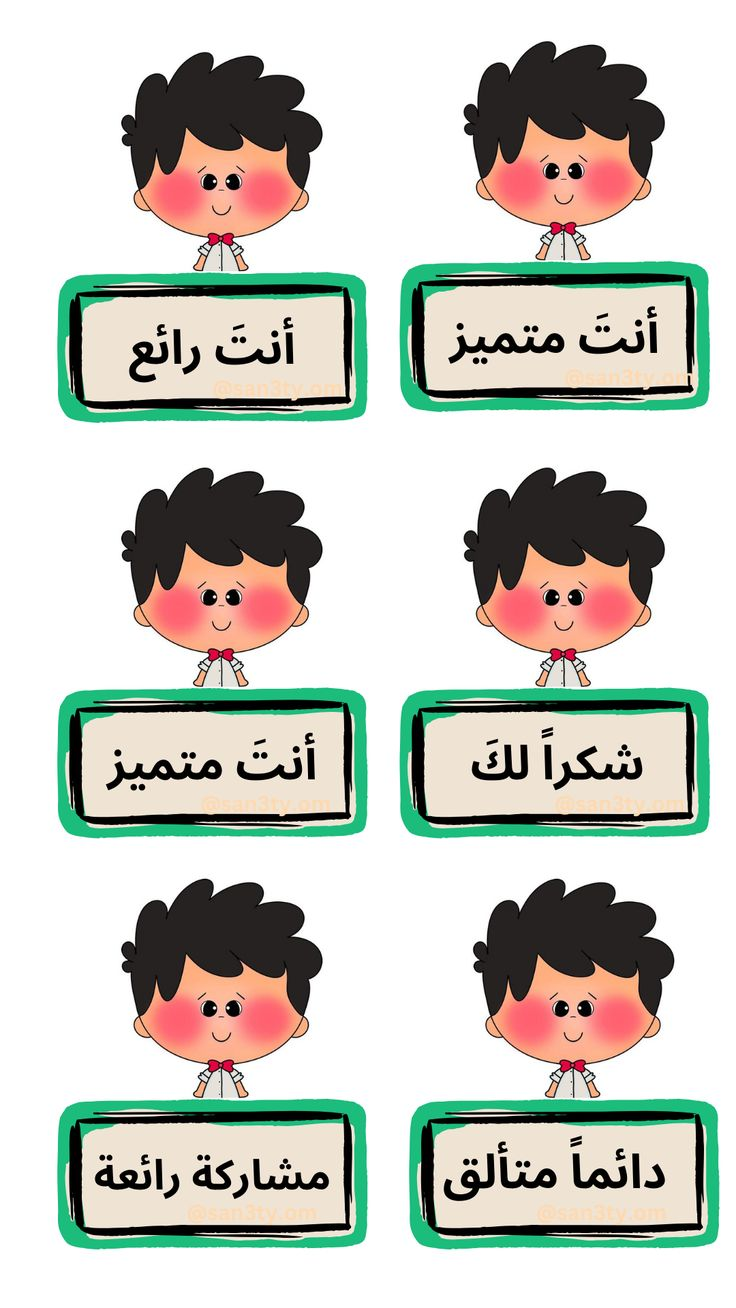 أنتَ متميز
@san3ty.om
أنتَ رائع
@san3ty.om
شكراً لكَ
@san3ty.om
أنتَ متميز
@san3ty.om
دائماً متألق
@san3ty.om
مشاركة رائعة
@san3ty.om